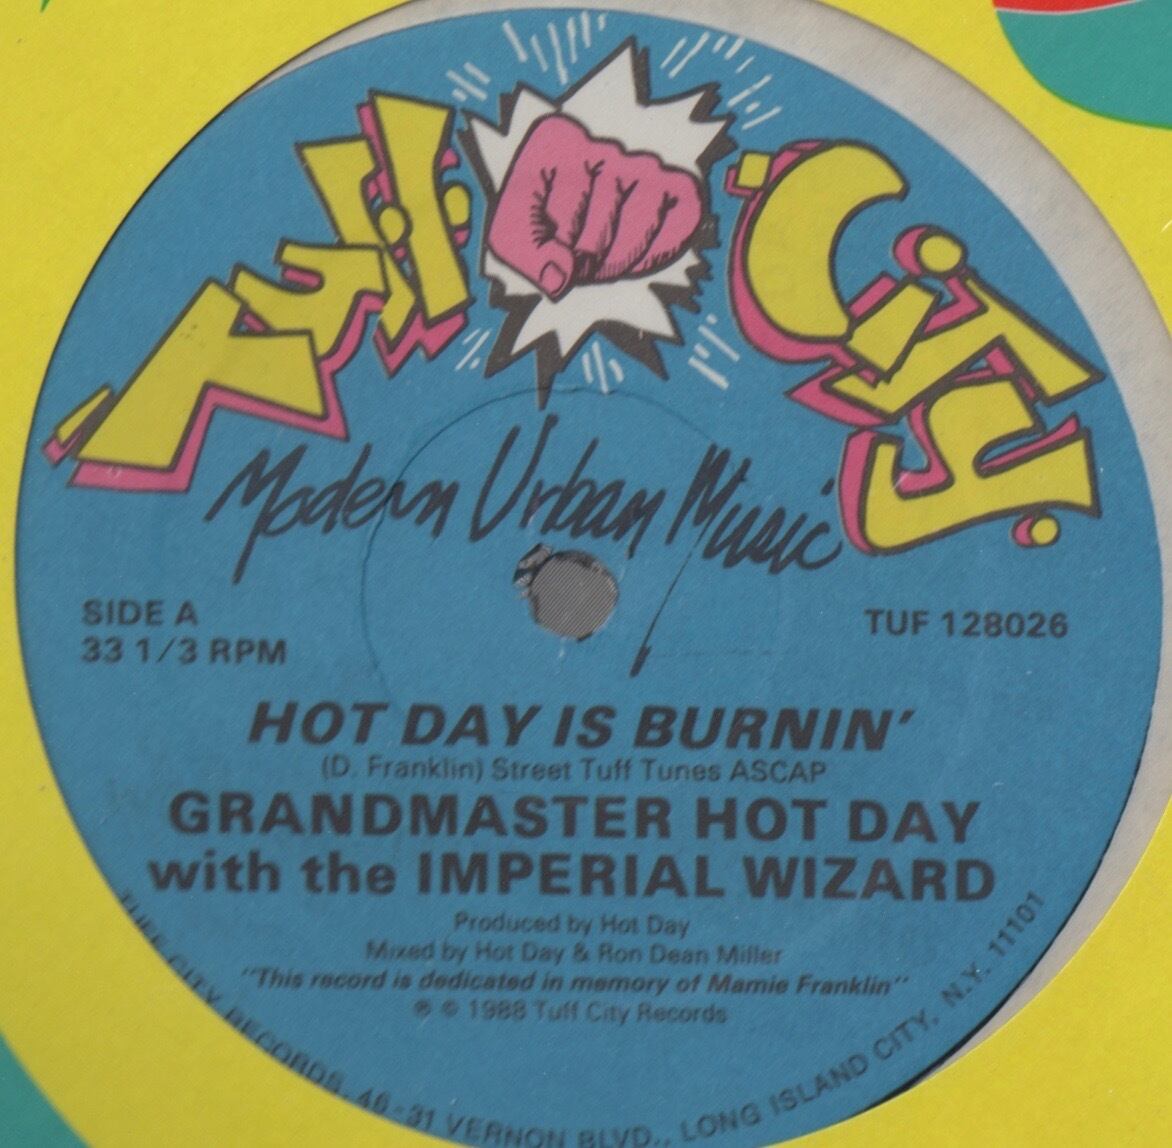 Tuff City.
Modern Urban Music
SIDE A
33 1/3 RPM
TUF 128026
HOT DAY IS BURNIN'
(D. Franklin) Street Tuff Tunes ASCAP
GRANDMASTER HOT DAY
with the IMPERIAL WIZARD
Produced by Hot Day
Mixed by Hot Day & Ron Dean Miller
"This record is dedicated in memory of Mamie Franklin"
℗ © 1988 Tuff City Records
TUFF CITY RECORDS, 46-31 VERNON BLVD., LONG ISLAND CITY, N.Y. 11101